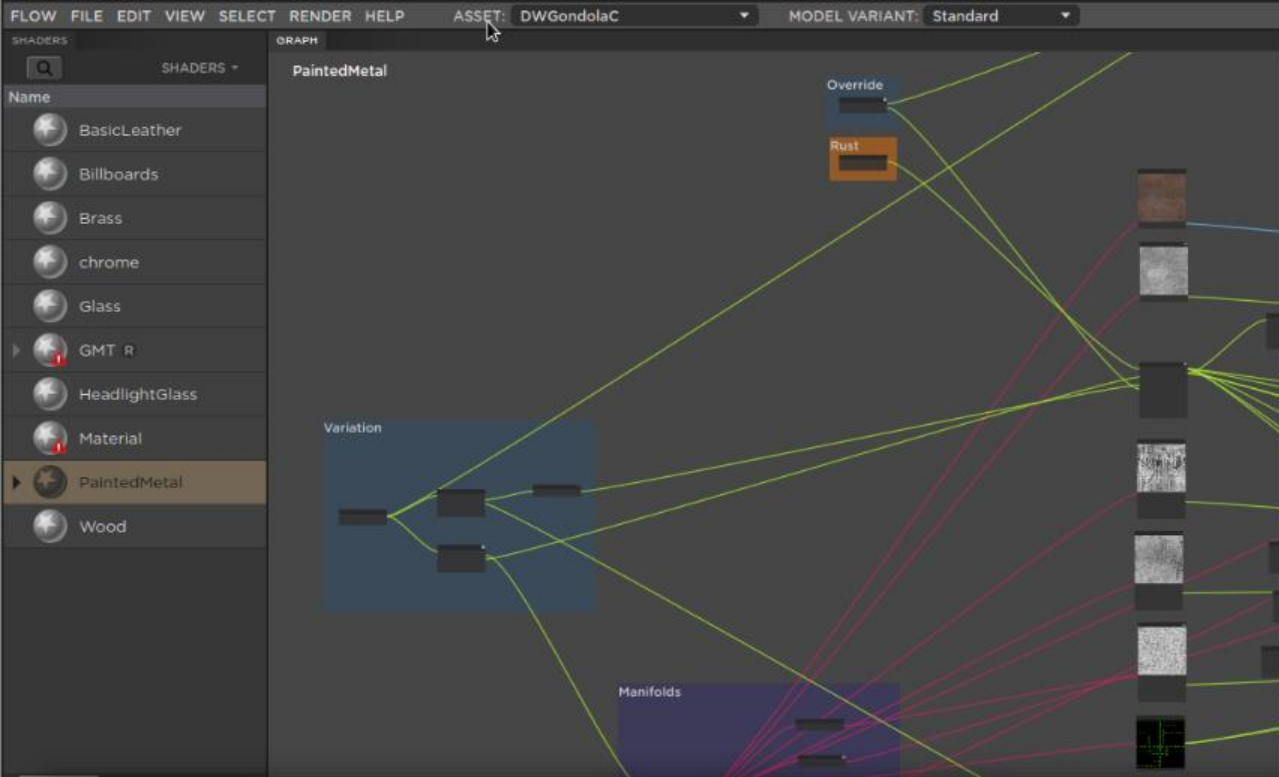 FLOW FILE EDIT VIEW SELECT RENDER HELP ASSET: DWGondolaC MODEL VARIANT: Standard
SHADERS
GRAPH
SHADERS
PaintedMetal
Name
BasicLeather
Billboards
Brass
chrome
Glass
GMT R
HeadlightGlass
Material
PaintedMetal
Wood
Override
Rust
Variation
Manifolds